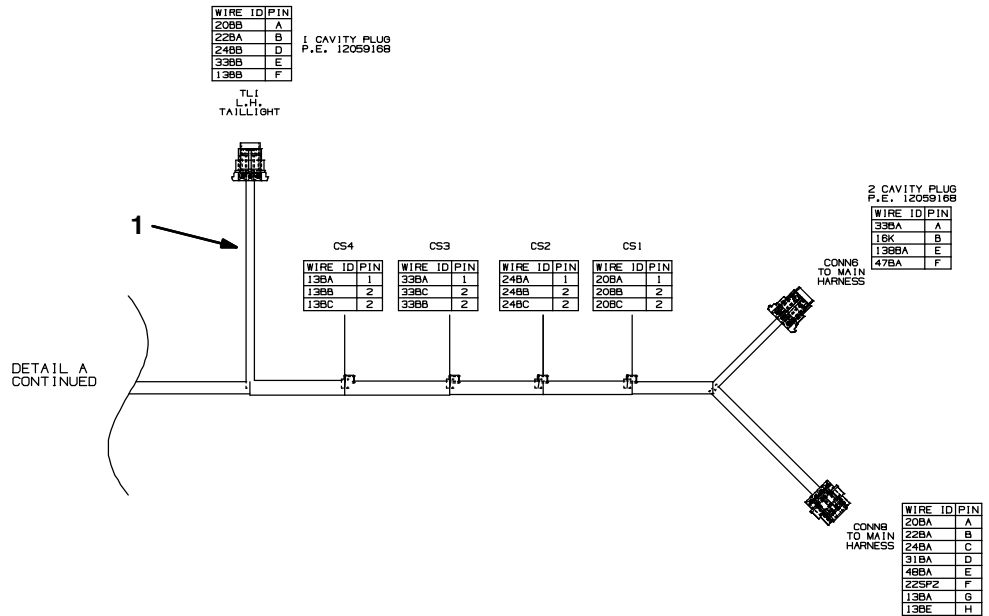 WIRE ID PIN
20BB A
22BA B
24BB D
33BB E
13BB F
1 CAVITY PLUG
P.E. 12059168
TL1
L.H.
TAILLIGHT
1
CS4
WIRE ID PIN
13BA 1
13BB 2
13BC 2
CS3
WIRE ID PIN
33BA 1
33BC 2
33BB 2
CS2
WIRE ID PIN
24BA 1
24BB 2
24BC 2
CS1
WIRE ID PIN
20BA 1
20BB 2
20BC 2
2 CAVITY PLUG
P.E. 12059168
WIRE ID PIN
33BA A
16K B
138BA E
47BA F
CONN6
TO MAIN
HARNESS
DETAIL A
CONTINUED
CONN8
TO MAIN
HARNESS
WIRE ID PIN
20BA A
22BA B
24BA C
31BA D
48BA E
22SP2 F
13BA G
13BE H